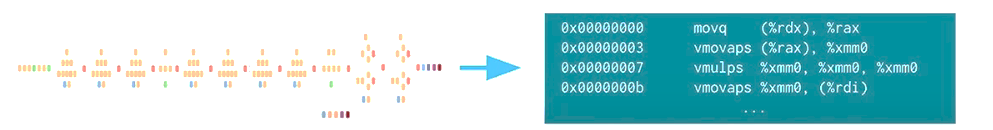 0x00000000 movq (%rdx), %rax
0x00000003 vmovaps (%rax), %xmm0
0x00000007 vmulps %xmm0, %xmm0, %xmm0
0x0000000b vmovaps %xmm0, (%rdi)
...